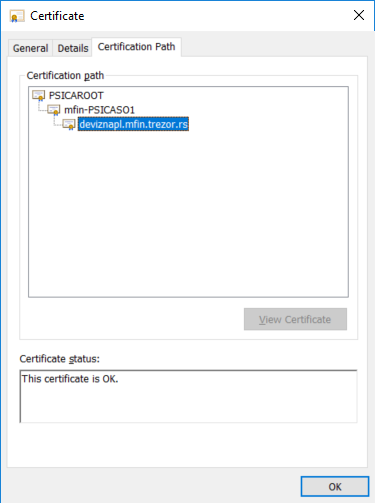 Certificate
General
Details
Certification Path
Certification path
PSICAROOT
mfin-PSICASO1
deviznapl.mfin.trezor.rs
View Certificate
Certificate status:
This certificate is OK.
OK